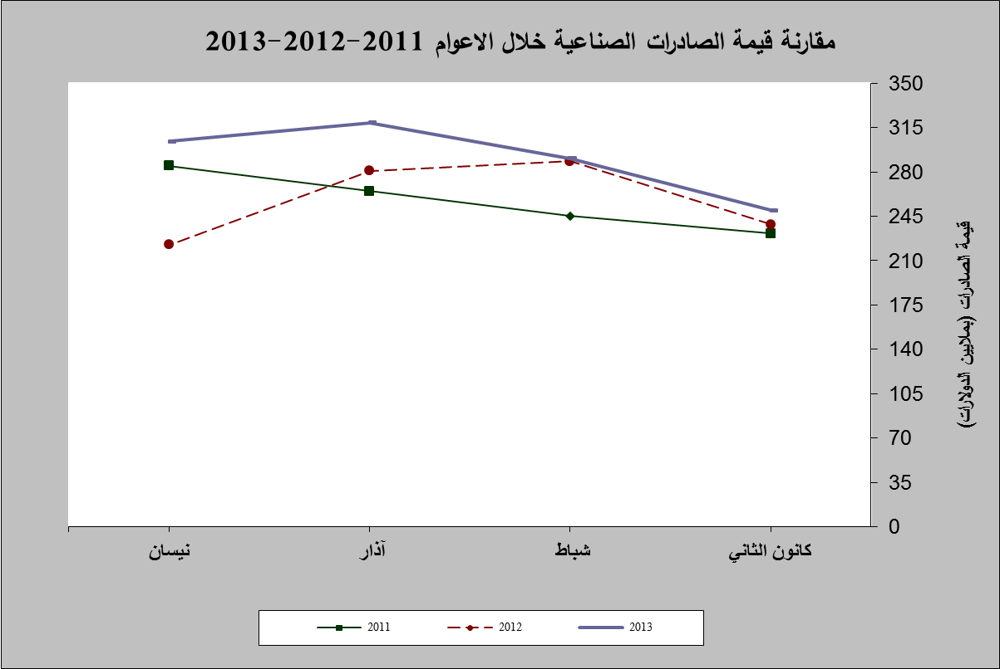 مقارنة قيمة الصادرات الصناعية خلال الاعوام 2011-2012-2013
350
315
280
245
210
175
140
105
70
35
0
قيمة الصادرات (بملايين الدولارات)
كانون الثاني
شباط
آذار
نيسان
2011
2012
2013